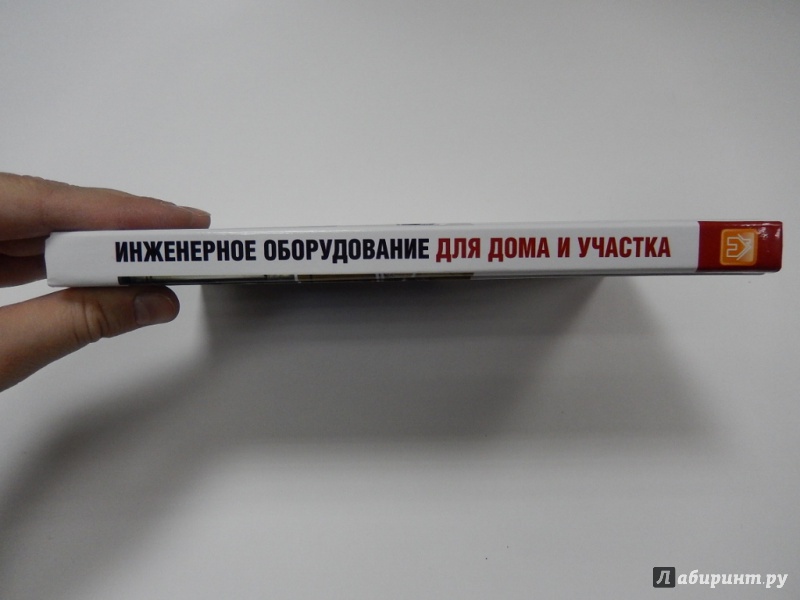 ИНЖЕНЕРНОЕ ОБОРУДОВАНИЕ ДЛЯ ДОМА И УЧАСТКА
Лабиринт.ру